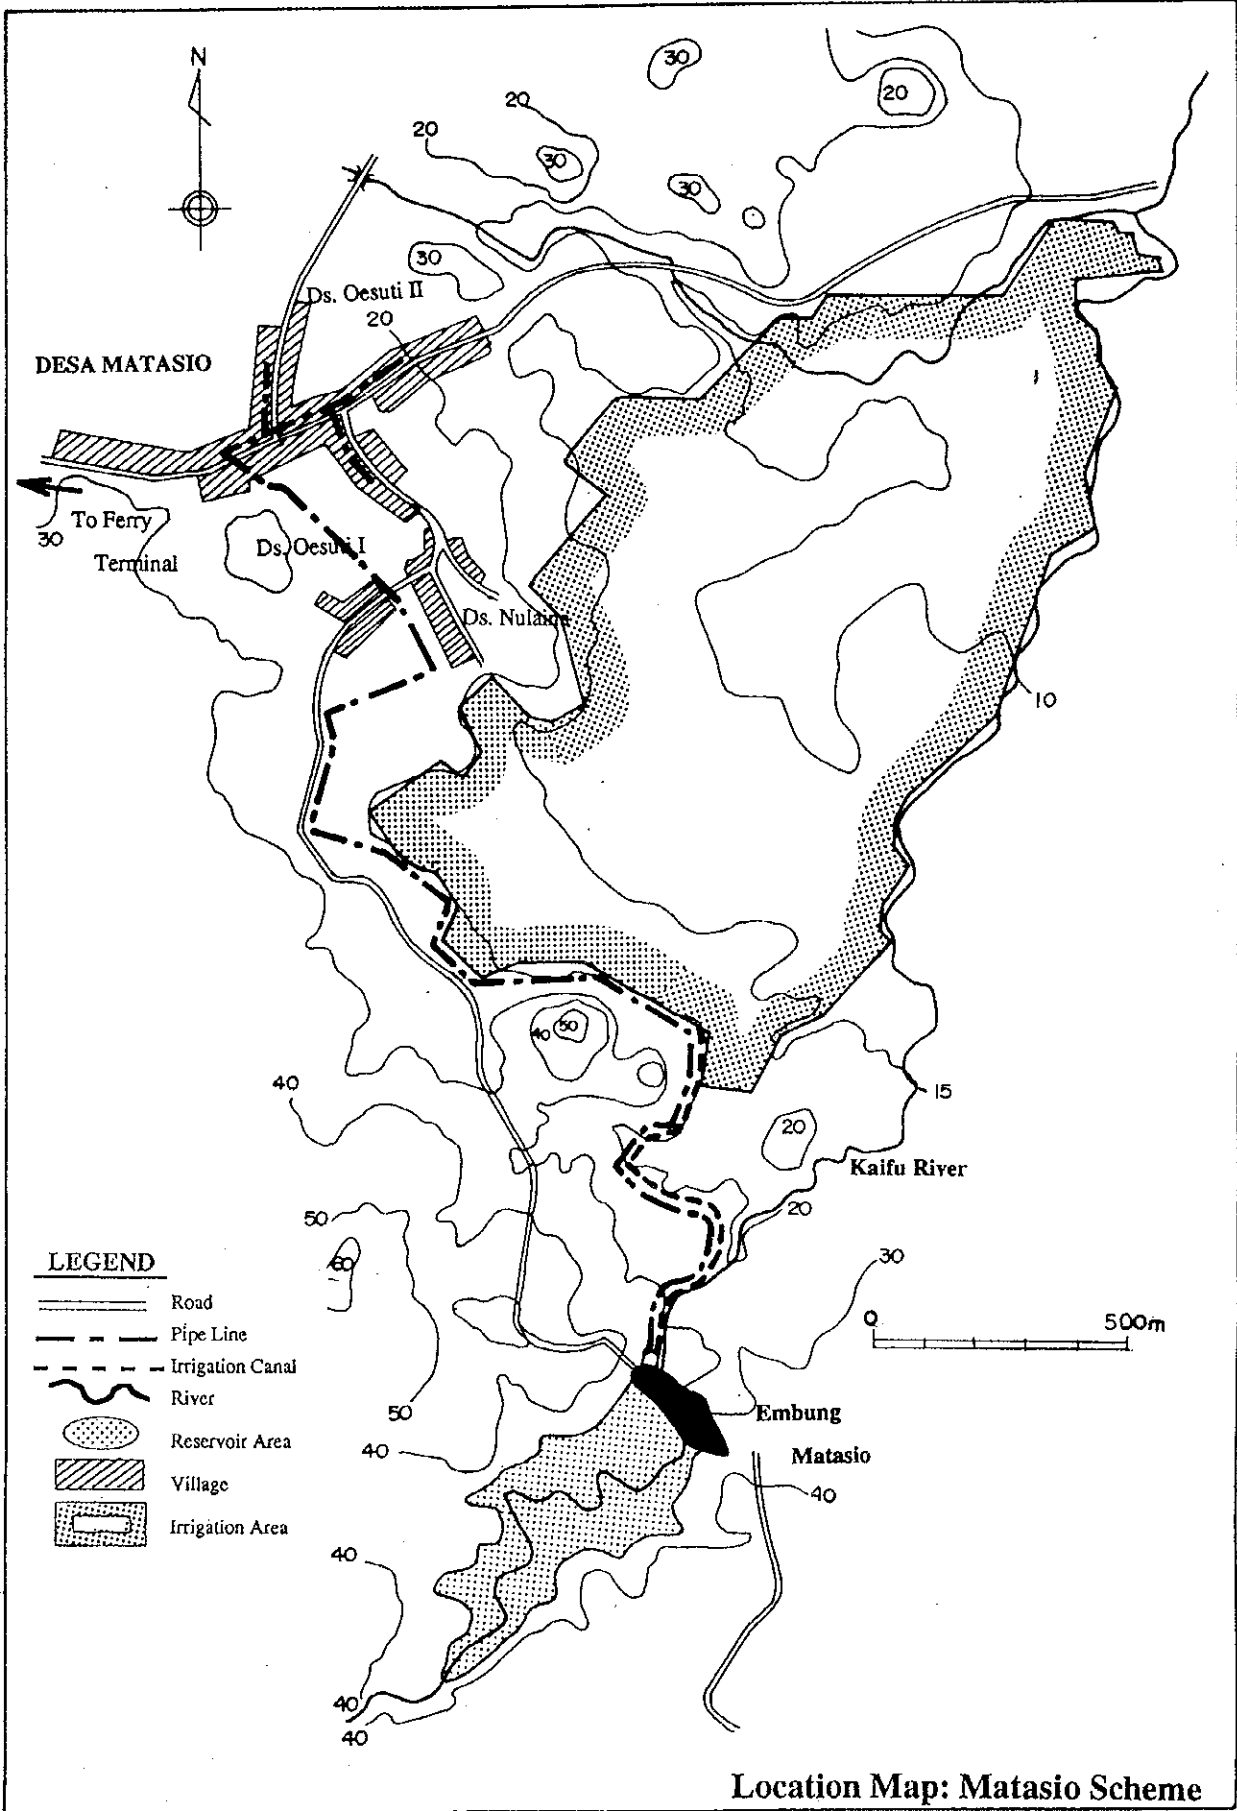 N
30
20
20
20
30
30
30
Ds. Oesuti II
20
DESA MATASIO
To Ferry
30
Terminal
Ds. Oesuti I
Ds. Nulaina
10
40
50
40
15
20
Kaifu River
50
20
60
30
LEGEND
Road
Pipe Line
Irrigation Canal
River
Reservoir Area
Village
Irrigation Area
0
500m
50
Embung
40
Matasio
40
40
40
40
Location Map: Matasio Scheme